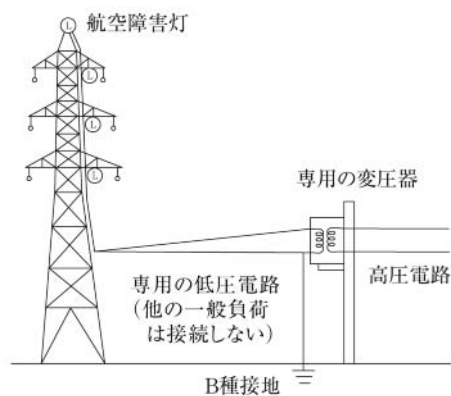 航空障害灯
L
L
L
L
専用の変圧器
高圧電路
専用の低圧電路
(他の一般負荷
は接続しない)
B種接地